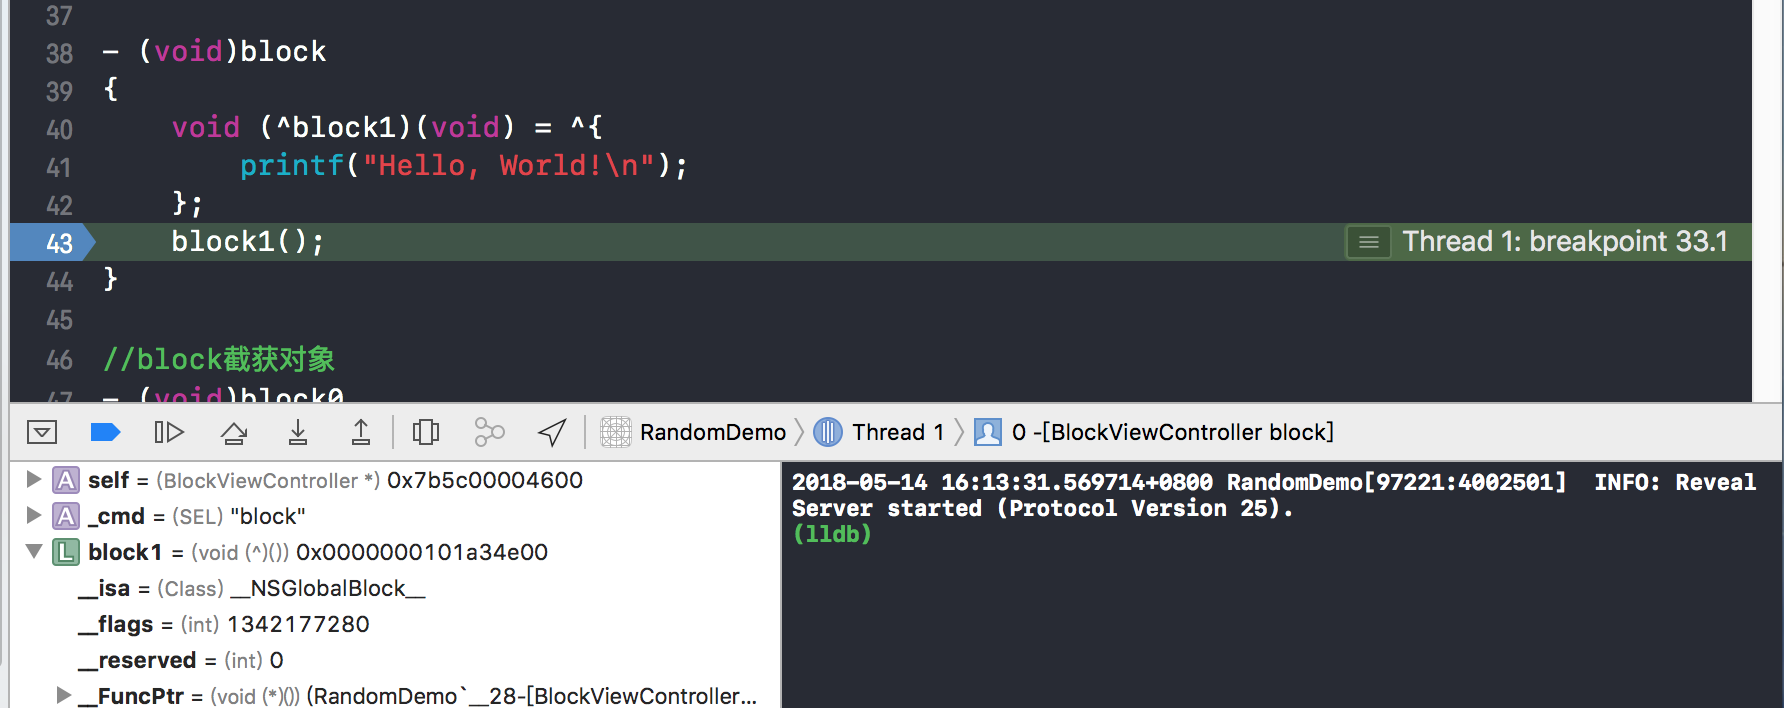 37
38 - (void)block
39 {
40 void (^block1)(void) = ^{
41 printf("Hello, World!\n");
42 };
43 block1(); Thread 1: breakpoint 33.1
44 }
45
46 //block截获对象
47 - (void)block0
RandomDemo Thread 1 0 -[BlockViewController block]
A self = (BlockViewController *) 0x7b5c00004600
A _cmd = (SEL) "block"
L block1 = (void (^)()) 0x0000000101a34e00
__isa = (Class) __NSGlobalBlock__
__flags = (int) 1342177280
__reserved = (int) 0
__FuncPtr = (void (*)()) (RandomDemo`__28-[BlockViewController...
2018-05-14 16:13:31.569714+0800 RandomDemo[97221:4002501] INFO: Reveal
Server started (Protocol Version 25).
(lldb)